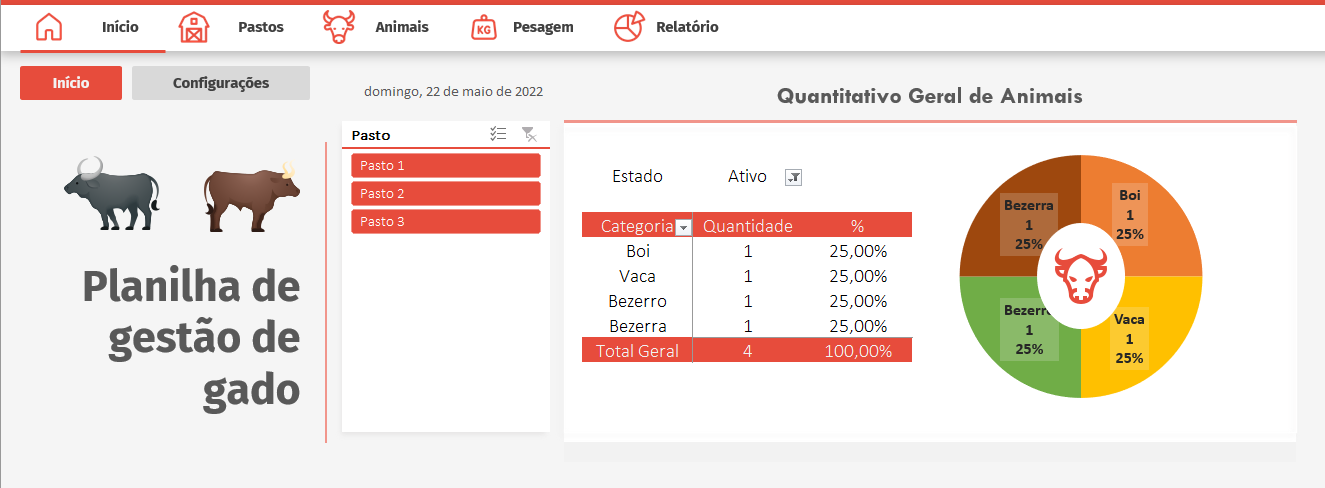 Início Pastos Animais KG Pesagem Relatório
Início Configurações
domingo, 22 de maio de 2022
Quantitativo Geral de Animais
Planilha de
gestão de
gado
Pasto
Pasto 1
Pasto 2
Pasto 3
Estado Ativo
Categoria Quantidade %
Boi 1 25,00%
Vaca 1 25,00%
Bezerro 1 25,00%
Bezerra 1 25,00%
Total Geral 4 100,00%
Bezerra
1
25%
Boi
1
25%
1
25%
Vaca
1
25%